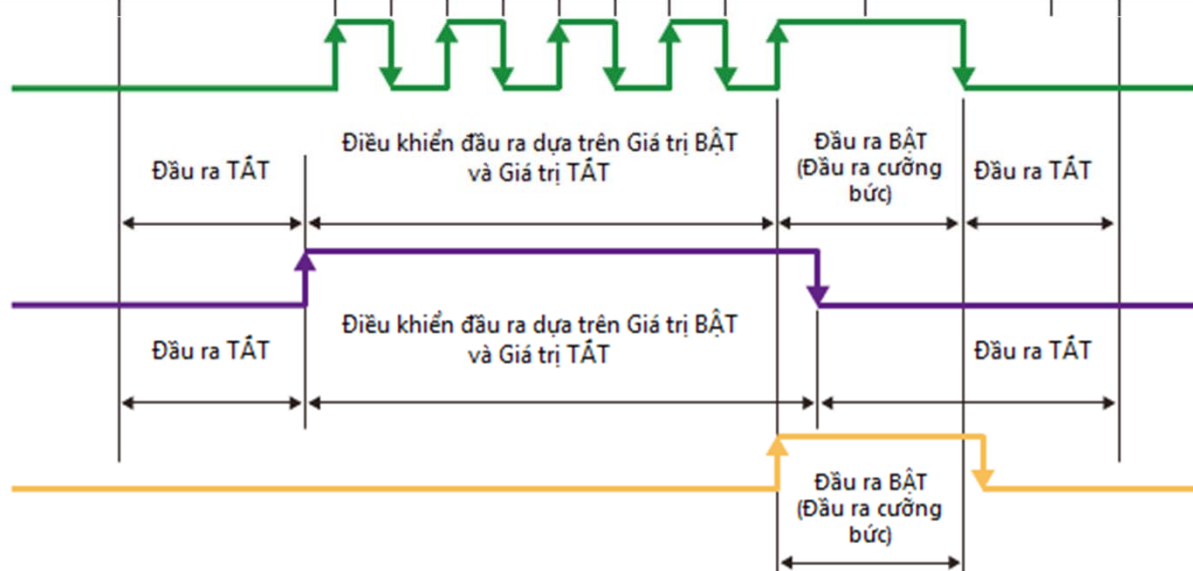 Đầu ra TẮT
Điều khiển đầu ra dựa trên Giá trị BẬT
và Giá trị TẮT
Đầu ra BẬT
(Đầu ra cưỡng
bức)
Đầu ra TẮT
Đầu ra TẮT
Điều khiển đầu ra dựa trên Giá trị BẬT
và Giá trị TẮT
Đầu ra TẮT
Đầu ra BẬT
(Đầu ra cưỡng
bức)